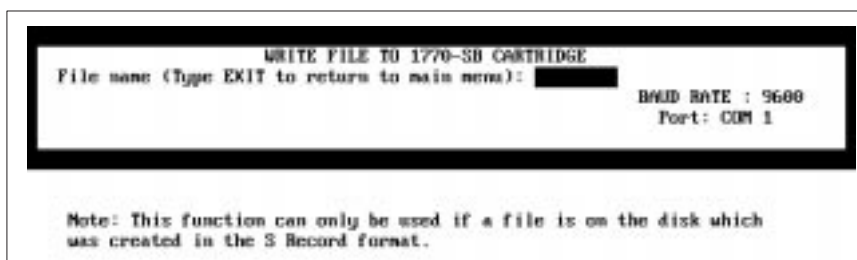 WRITE FILE TO 1770-SB CARTRIDGE
File name (Type EXIT to return to main menu):
BAUD RATE : 9600
Port: COM 1
Note: This function can only be used if a file is on the disk which
was created in the S Record format.